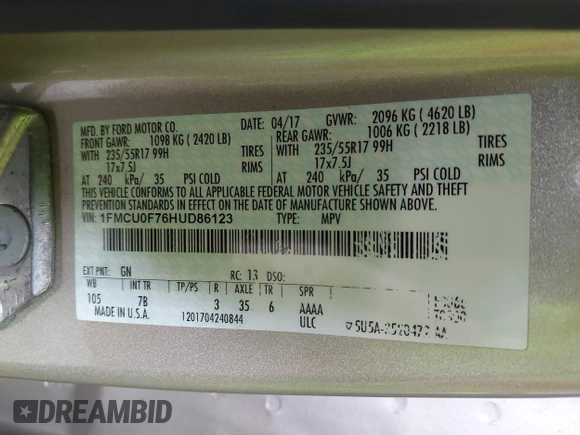 MFD. BY FORD MOTOR CO.
DATE: 04/17 GVWR: 2096 KG ( 4620 LB)
FRONT GAWR: 1098 KG ( 2420 LB)
REAR GAWR: 1006 KG ( 2218 LB)
WITH 235/55R17 99H TIRES
WITH 235/55R17 99H TIRES
17x7.5J RIMS
17x7.5J RIMS
AT 240 kPa/ 35 PSI COLD
AT 240 kPa/ 35 PSI COLD
THIS VEHICLE CONFORMS TO ALL APPLICABLE FEDERAL MOTOR VEHICLE SAFETY AND THEFT
PREVENTION STANDARDS IN EFFECT ON THE DATE OF MANUFACTURE SHOWN ABOVE.
VIN: 1FMCU0F76HUD86123 TYPE: MPV
EXT PNT: GN RC: 13 DSO:
WB INT TR TP/PS R AXLE TR SPR
105 7B 3 35 6 AAAA
MADE IN U.S.A. 1201704240844 ULC
DREAMBID